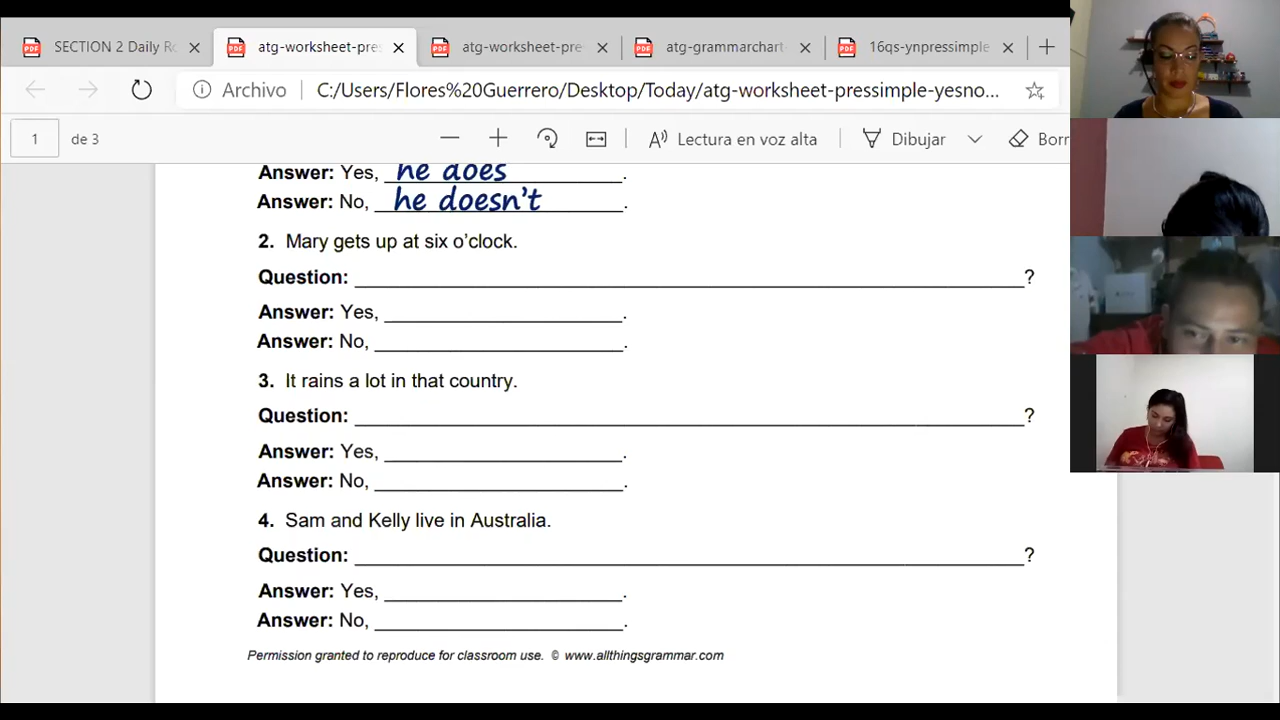 SECTION 2 Daily Ro
atg-worksheet-pres
atg-worksheet-pre
atg-grammarchart
16qs-ynpressimple
Archivo C:/Users/Flores%20Guerrero/Desktop/Today/atg-worksheet-pressimple-yesno...
1 de 3 Lectura en voz alta Dibujar Borr
Answer: Yes, he does.
Answer: No, he doesn't.
2. Mary gets up at six o'clock.
Question: ?
Answer: Yes, .
Answer: No, .
3. It rains a lot in that country.
Question: ?
Answer: Yes, .
Answer: No, .
4. Sam and Kelly live in Australia.
Question: ?
Answer: Yes, .
Answer: No, .
Permission granted to reproduce for classroom use. © www.allthingsgrammar.com